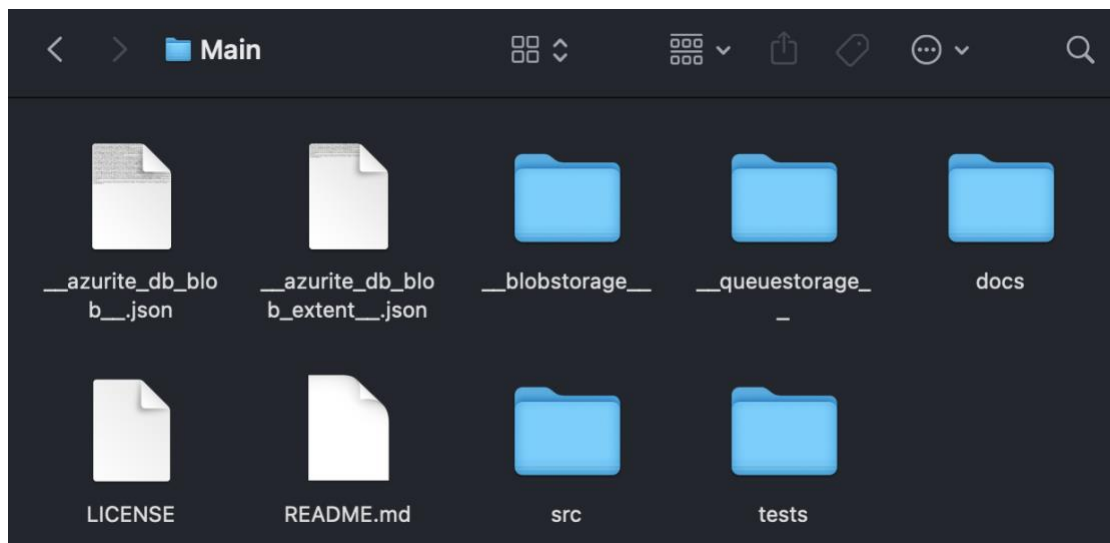 Main
__azurite_db_blo
b__.json
__azurite_db_blo
b_extent__.json
__blobstorage__
__queuestorage_
_
docs
LICENSE
README.md
src
tests